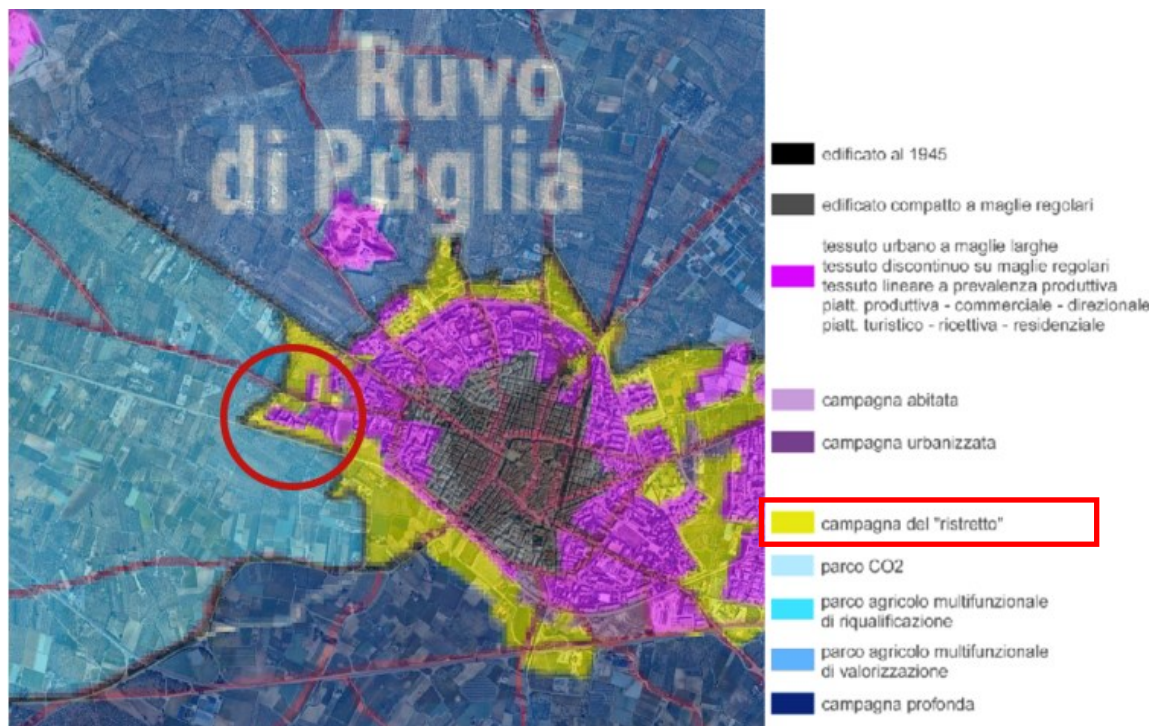 Ruvo
di Puglia
edificato al 1945
edificato compatto a maglie regolari
tessuto urbano a maglie larghe
tessuto discontinuo su maglie regolari
tessuto lineare a prevalenza produttiva
piatt. produttiva - commerciale - direzionale
piatt. turistico - ricettiva - residenziale
campagna abitata
campagna urbanizzata
campagna del "ristretto"
parco CO2
parco agricolo multifunzionale
di riqualificazione
parco agricolo multifunzionale
di valorizzazione
campagna profonda